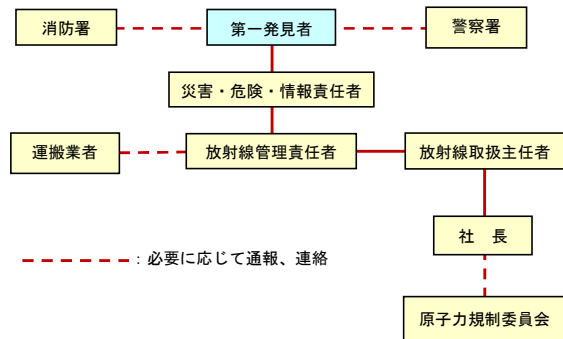 消防署
第一発見者
警察署
災害・危険・情報責任者
運搬業者
放射線管理責任者
放射線取扱主任者
社　長
：必要に応じて通報、連絡
原子力規制委員会